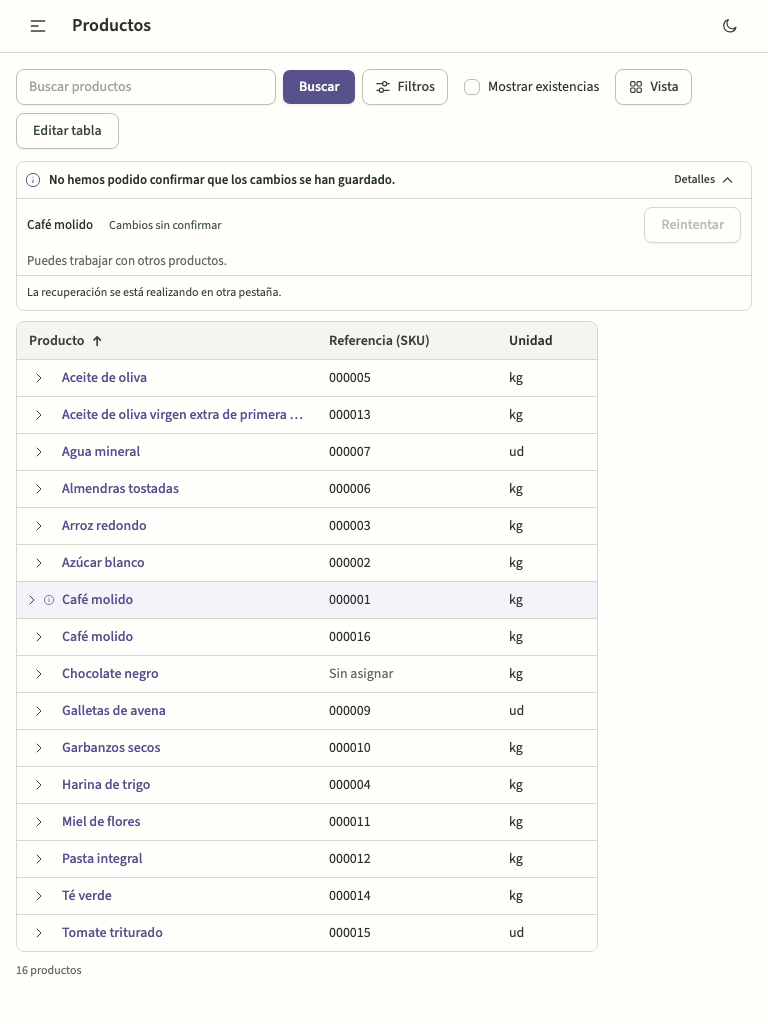 Productos
Buscar productos
Buscar
Filtros
Mostrar existencias
Vista
Editar tabla
No hemos podido confirmar que los cambios se han guardado.
Detalles
Café molido
Cambios sin confirmar
Reintentar
Puedes trabajar con otros productos.
La recuperación se está realizando en otra pestaña.
Producto Referencia (SKU) Unidad
Aceite de oliva 000005 kg
Aceite de oliva virgen extra de primera … 000013 kg
Agua mineral 000007 ud
Almendras tostadas 000006 kg
Arroz redondo 000003 kg
Azúcar blanco 000002 kg
Café molido 000001 kg
Café molido 000016 kg
Chocolate negro Sin asignar kg
Galletas de avena 000009 ud
Garbanzos secos 000010 kg
Harina de trigo 000004 kg
Miel de flores 000011 kg
Pasta integral 000012 kg
Té verde 000014 kg
Tomate triturado 000015 ud
16 productos